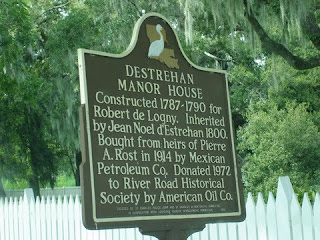 DESTREHAN
MANOR HOUSE
Constructed 1787-1790 for
Robert de Logny. Inherited
by Jean Noel d'Estrehan 1800.
Bought from heirs of Pierre
A. Rost in 1914 by Mexican
Petroleum Co. Donated 1972
to River Road Historical
Society by American Oil Co.